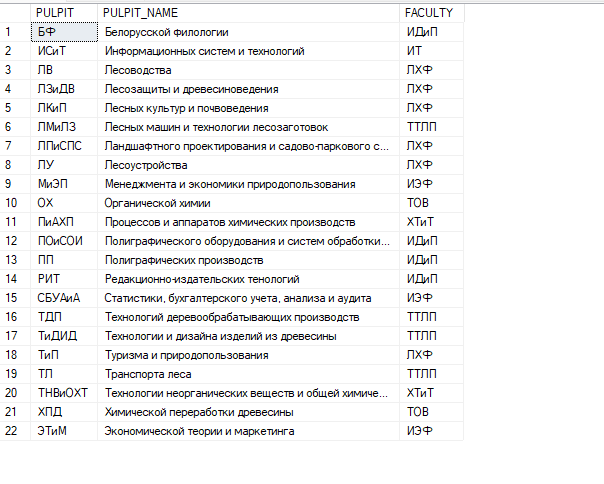 PULPIT PULPIT_NAME FACULTY
1 БФ Белорусской филологии ИДиП
2 ИСиТ Информационных систем и технологий ИТ
3 ЛВ Лесоводства ЛХФ
4 ЛЗиДВ Лесозащиты и древесиноведения ЛХФ
5 ЛКиП Лесных культур и почвоведения ЛХФ
6 ЛМиЛЗ Лесных машин и технологии лесозаготовок ТТЛП
7 ЛПиСПС Ландшафтного проектирования и садово-паркового с... ЛХФ
8 ЛУ Лесоустройства ЛХФ
9 МиЭП Менеджмента и экономики природопользования ИЭФ
10 ОХ Органической химии ТОВ
11 ПиАХП Процессов и аппаратов химических производств ХТиТ
12 ПОиСОИ Полиграфического оборудования и систем обработки... ИДиП
13 ПП Полиграфических производств ИДиП
14 РИТ Редакционно-издательских тенологий ИДиП
15 СБУАиА Статистики, бухгалтерского учета, анализа и аудита ИЭФ
16 ТДП Технологий деревообрабатывающих производств ТТЛП
17 ТиДИД Технологии и дизайна изделий из древесины ТТЛП
18 ТиП Туризма и природопользования ЛХФ
19 ТЛ Транспорта леса ТТЛП
20 ТНВиОХТ Технологии неорганических веществ и общей химиче... ХТиТ
21 ХПД Химической переработки древесины ТОВ
22 ЭТиМ Экономической теории и маркетинга ИЭФ